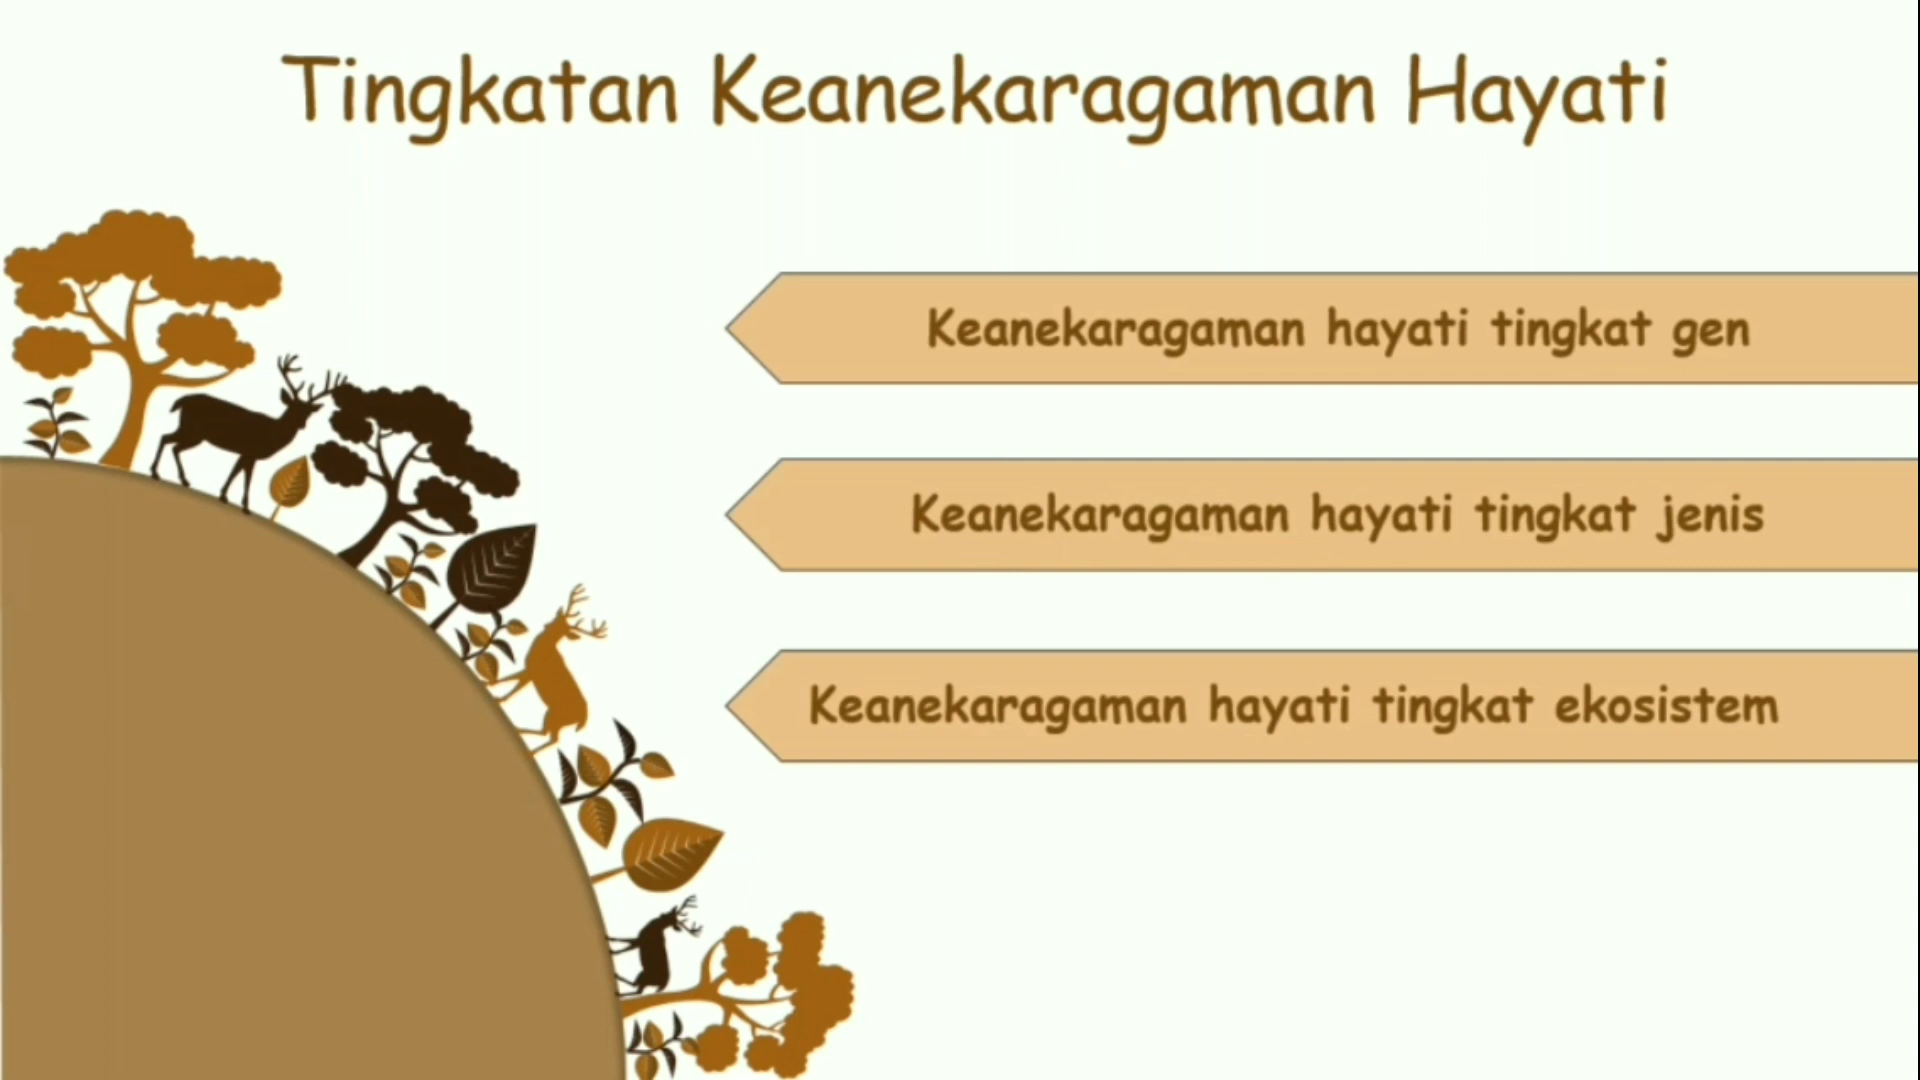 Tingkatan Keanekaragaman Hayati
Keanekaragaman hayati tingkat gen
Keanekaragaman hayati tingkat jenis
Keanekaragaman hayati tingkat ekosistem